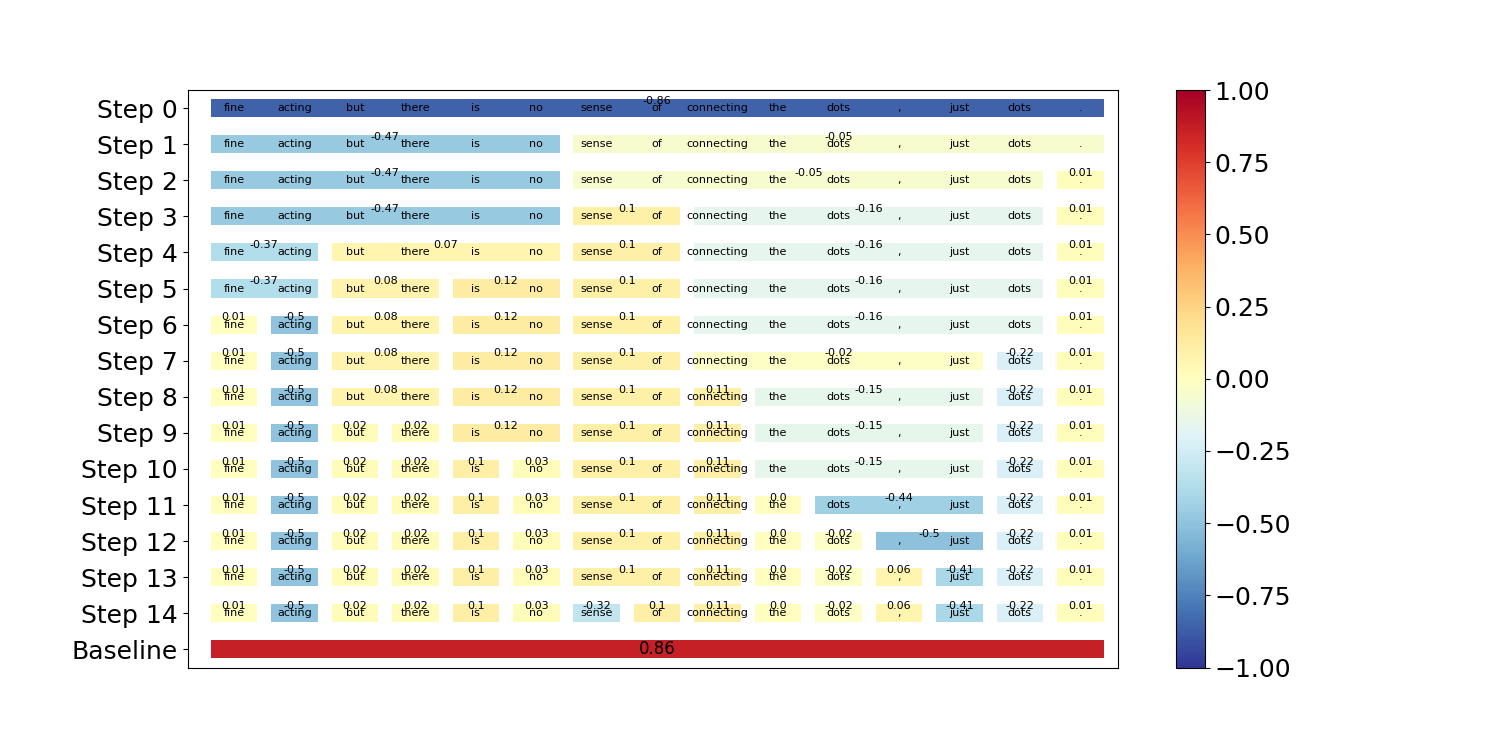 -0.86
Step 0 fine acting but there is no sense of connecting the dots , just dots .
-0.47 -0.05
Step 1 fine acting but there is no sense of connecting the dots , just dots .
-0.47 -0.05 0.01
Step 2 fine acting but there is no sense of connecting the dots , just dots .
-0.47 0.1 -0.16 0.01
Step 3 fine acting but there is no sense of connecting the dots , just dots .
-0.37 0.07 0.1 -0.16 0.01
Step 4 fine acting but there is no sense of connecting the dots , just dots .
-0.37 0.08 0.12 0.1 -0.16 0.01
Step 5 fine acting but there is no sense of connecting the dots , just dots .
0.01 -0.5 0.08 0.12 0.1 -0.16 0.01
Step 6 fine acting but there is no sense of connecting the dots , just dots .
0.01 -0.5 0.08 0.12 0.1 -0.02 -0.22 0.01
Step 7 fine acting but there is no sense of connecting the dots , just dots .
0.01 -0.5 0.08 0.12 0.1 0.11 -0.15 -0.22 0.01
Step 8 fine acting but there is no sense of connecting the dots , just dots .
0.01 -0.5 0.02 0.02 0.12 0.1 0.11 -0.15 -0.22 0.01
Step 9 fine acting but there is no sense of connecting the dots , just dots .
0.01 -0.5 0.02 0.02 0.1 0.03 0.1 0.11 -0.15 -0.22 0.01
Step 10 fine acting but there is no sense of connecting the dots , just dots .
0.01 -0.5 0.02 0.02 0.1 0.03 0.1 0.11 0.0 -0.44 -0.22 0.01
Step 11 fine acting but there is no sense of connecting the dots , just dots .
0.01 -0.5 0.02 0.02 0.1 0.03 0.1 0.11 0.0 -0.02 -0.5 -0.22 0.01
Step 12 fine acting but there is no sense of connecting the dots , just dots .
0.01 -0.5 0.02 0.02 0.1 0.03 0.1 0.11 0.0 -0.02 0.06 -0.41 -0.22 0.01
Step 13 fine acting but there is no sense of connecting the dots , just dots .
0.01 -0.5 0.02 0.02 0.1 0.03 -0.32 0.1 0.11 0.0 -0.02 0.06 -0.41 -0.22 0.01
Step 14 fine acting but there is no sense of connecting the dots , just dots .
Baseline 0.86
1.00
0.75
0.50
0.25
0.00
−0.25
−0.50
−0.75
−1.00